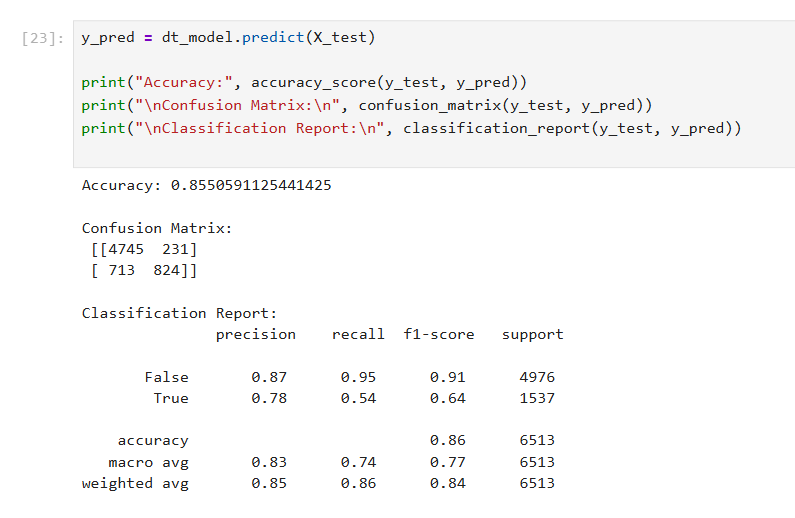 [23]: y_pred = dt_model.predict(X_test)
print("Accuracy:", accuracy_score(y_test, y_pred))
print("\nConfusion Matrix:\n", confusion_matrix(y_test, y_pred))
print("\nClassification Report:\n", classification_report(y_test, y_pred))
Accuracy: 0.8550591125441425
Confusion Matrix:
[[4745 231]
[ 713 824]]
Classification Report:
precision recall f1-score support
False 0.87 0.95 0.91 4976
True 0.78 0.54 0.64 1537
accuracy 0.86 6513
macro avg 0.83 0.74 0.77 6513
weighted avg 0.85 0.86 0.84 6513